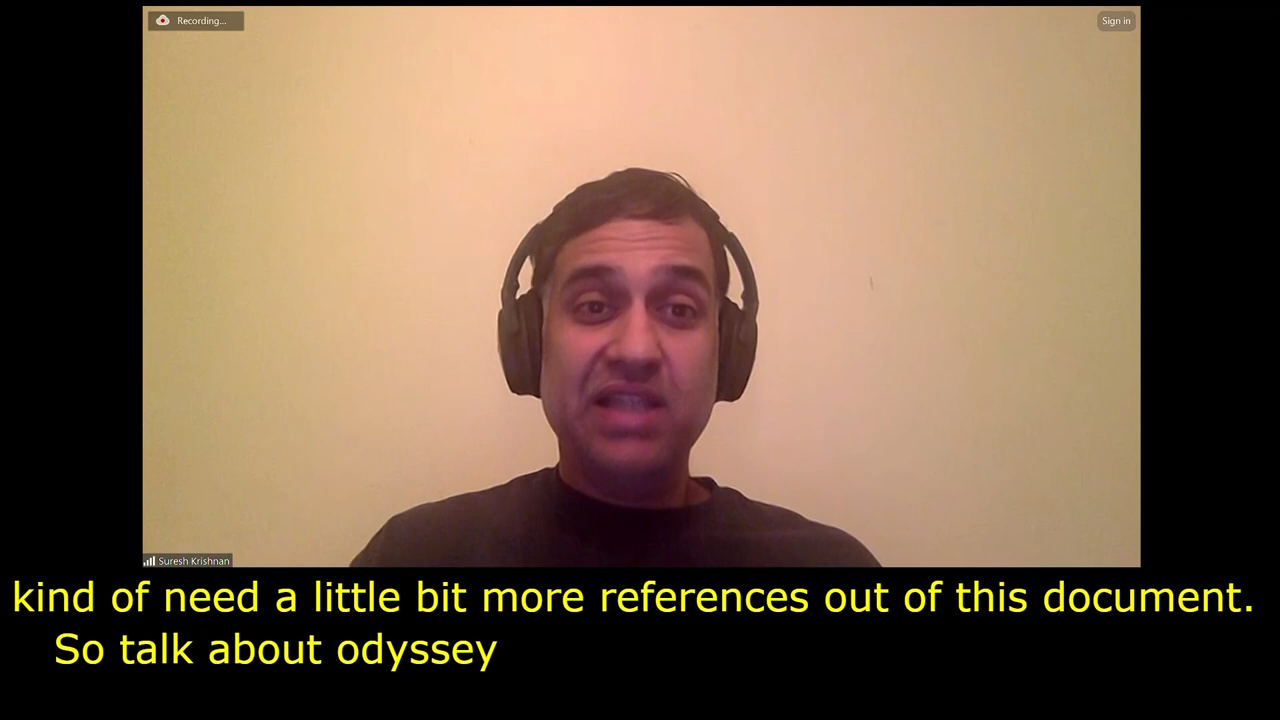 Recording...
Sign in
Suresh Krishnan
kind of need a little bit more references out of this document.
So talk about odyssey